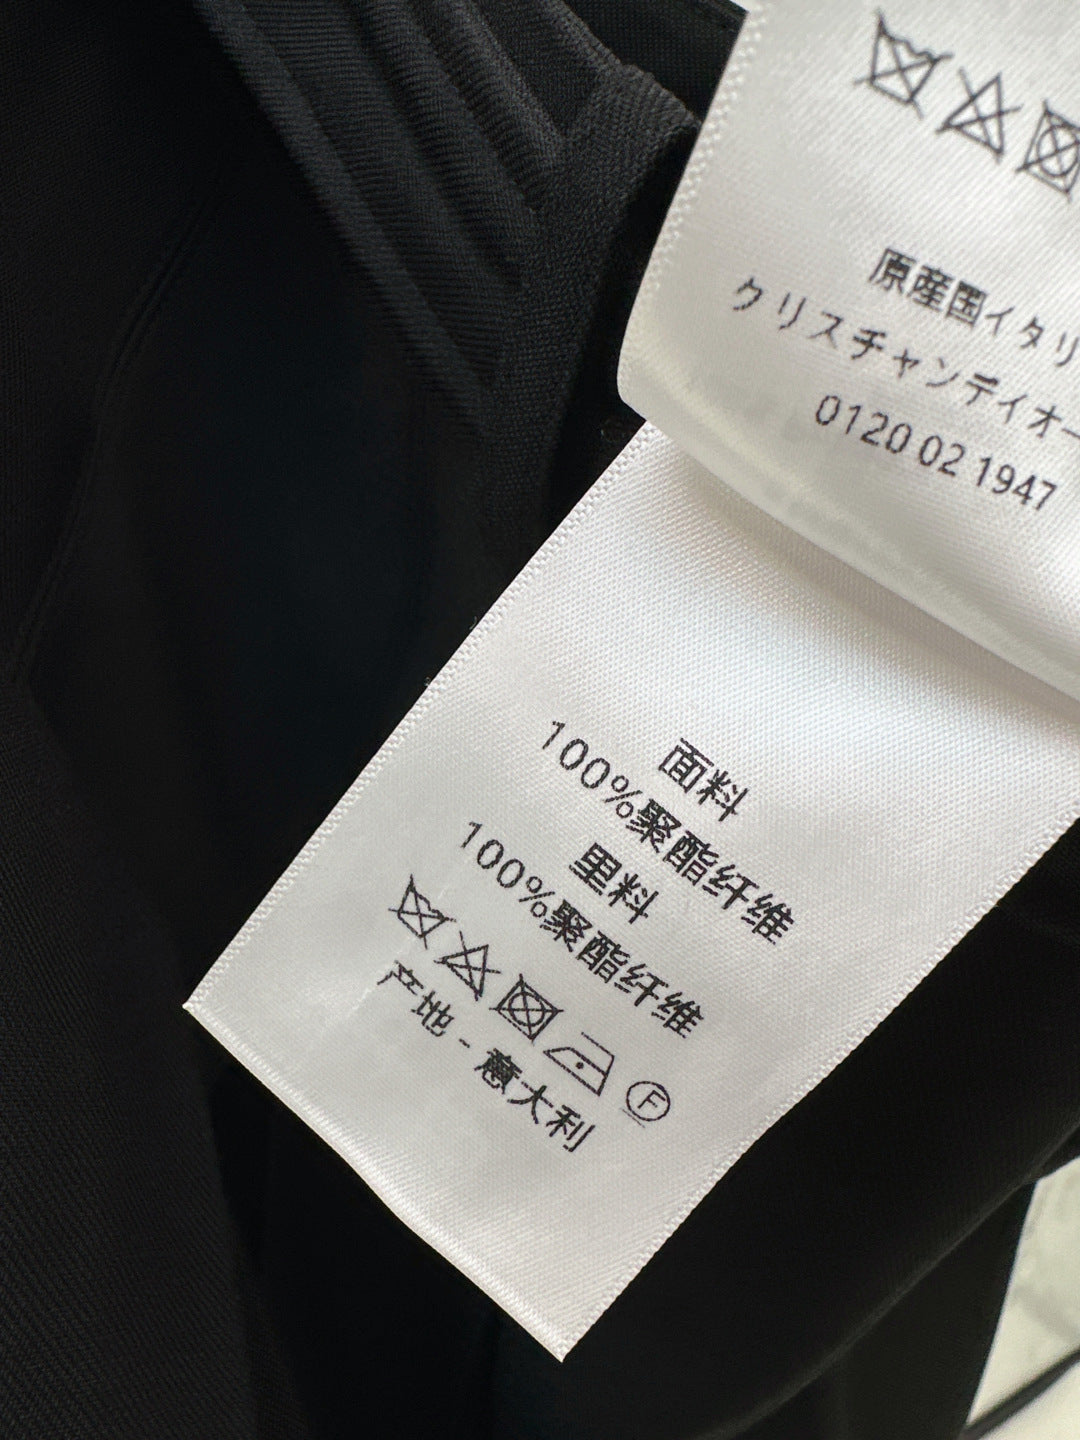 原産国イタリ
クリスチャンディオー
0120 02 1947
面料
100%聚酯纤维
里料
100%聚酯纤维
F
产地-意大利